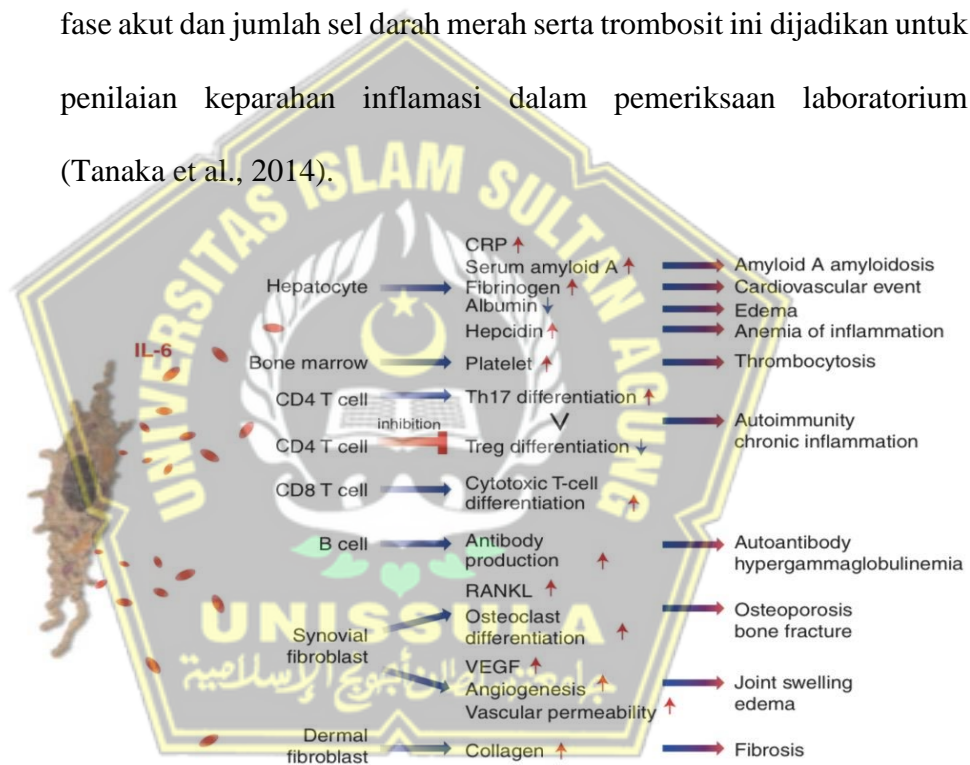 fase akut dan jumlah sel darah merah serta trombosit ini dijadikan untuk
penilaian keparahan inflamasi dalam pemeriksaan laboratorium
(Tanaka et al., 2014).
UNIVERSITAS ISLAM SULTAN AGUNG
IL-6
Hepatocyte
CRP
Serum amyloid A
Fibrinogen
Albumin
Hepcidin
Amyloid A amyloidosis
Cardiovascular event
Edema
Anemia of inflammation
Bone marrow
Platelet
Thrombocytosis
CD4 T cell
Th17 differentiation
inhibition
CD4 T cell
Treg differentiation
Autoimmunity
chronic inflammation
CD8 T cell
Cytotoxic T-cell
differentiation
B cell
Antibody
production
Autoantibody
hypergammaglobulinemia
Synovial
fibroblast
RANKL
Osteoclast
differentiation
Osteoporosis
bone fracture
VEGF
Angiogenesis
Vascular permeability
Joint swelling
edema
Dermal
fibroblast
Collagen
Fibrosis
UNISSULA
جامعة سلطان أجونج الإسلامية